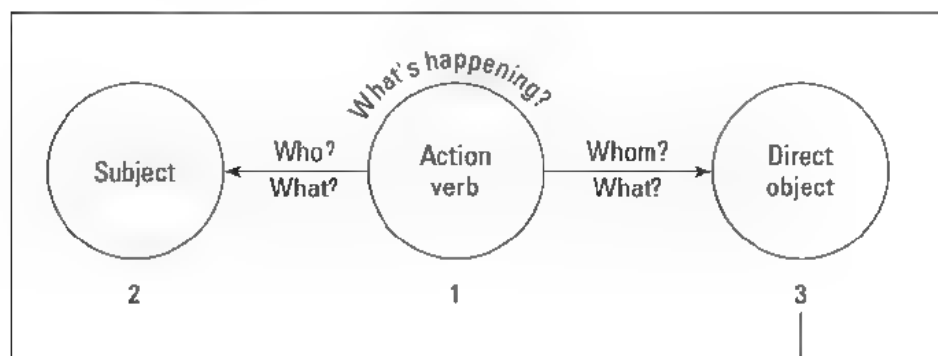 What's happening?
Subject
Who?
What?
Action
verb
Whom?
What?
Direct
object
2
1
3